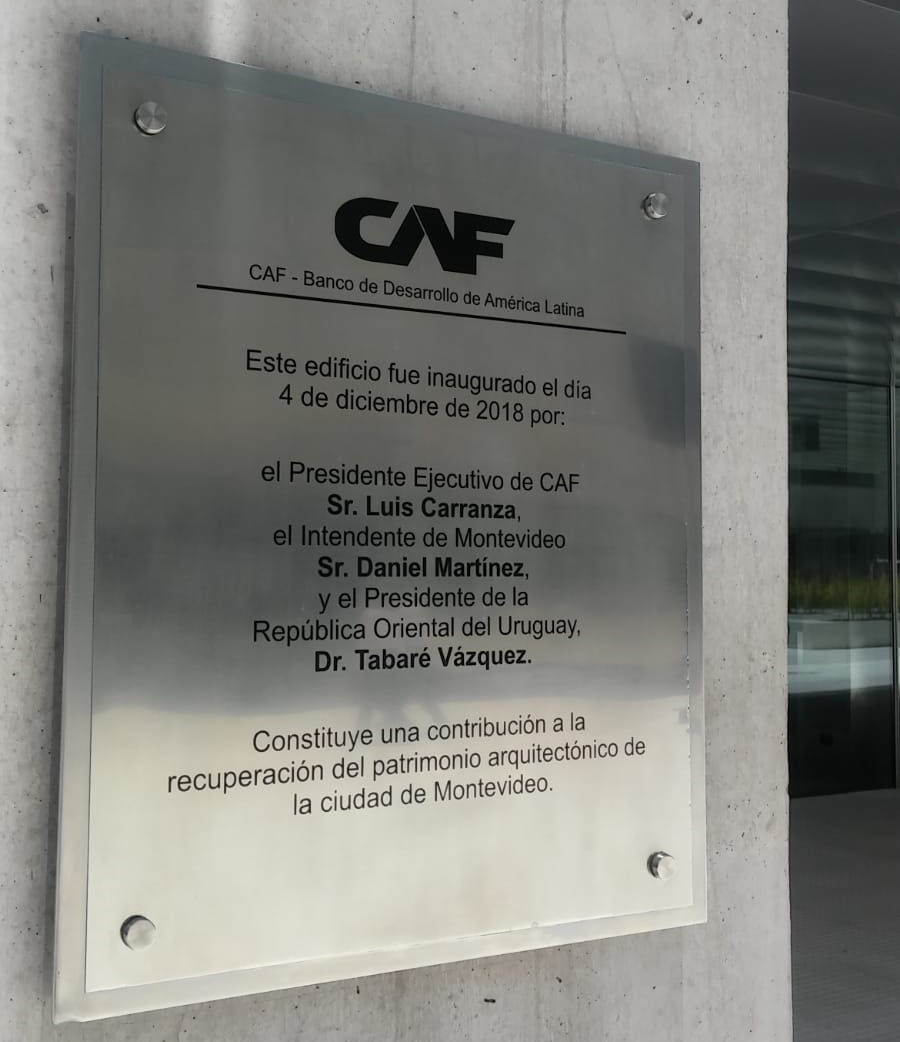 CAF
CAF - Banco de Desarrollo de América Latina
Este edificio fue inaugurado el día
4 de diciembre de 2018 por:
el Presidente Ejecutivo de CAF
Sr. Luis Carranza,
el Intendente de Montevideo
Sr. Daniel Martínez,
y el Presidente de la
República Oriental del Uruguay,
Dr. Tabaré Vázquez.
Constituye una contribución a la
recuperación del patrimonio arquitectónico de
la ciudad de Montevideo.